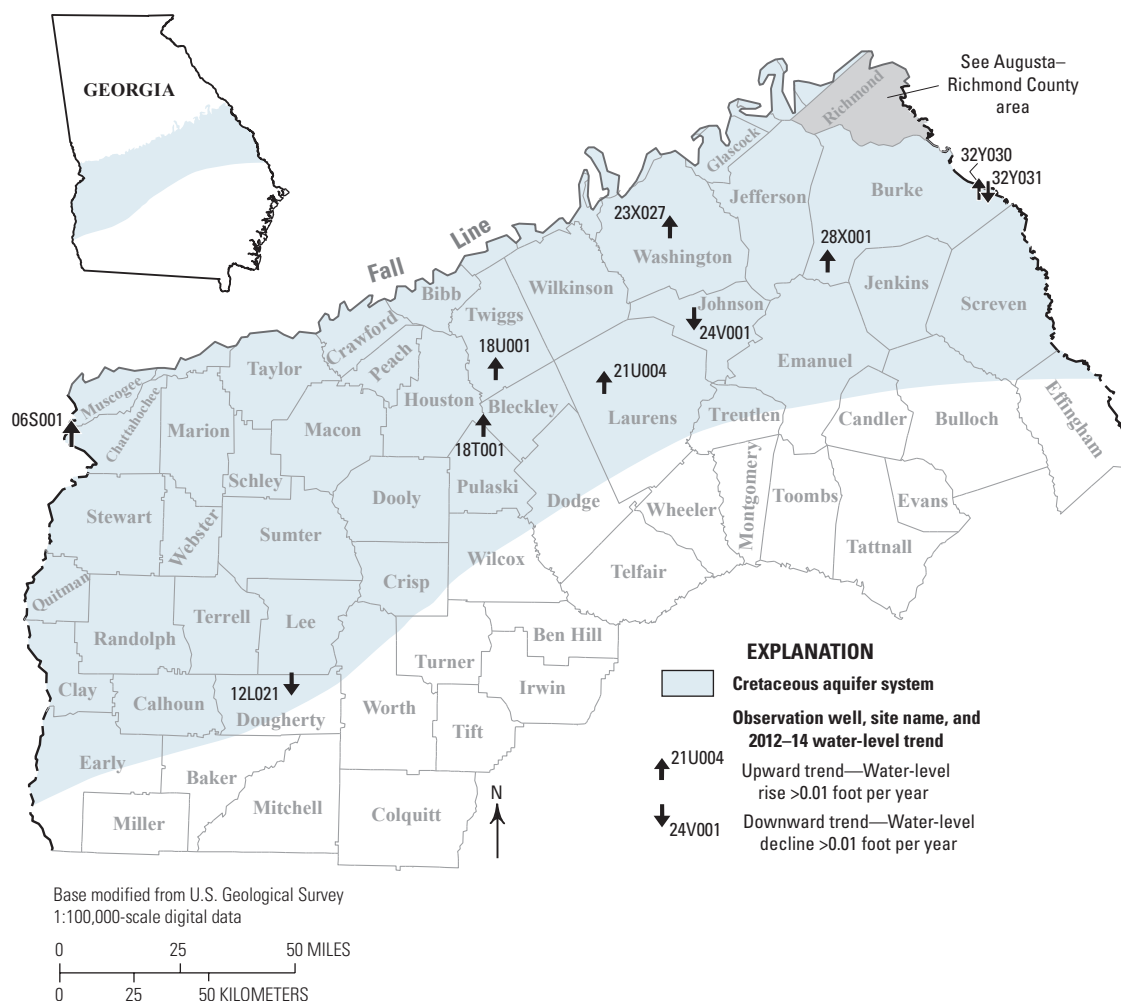 GEORGIA
See Augusta–
Richmond County
area
Richmond
Glascock
32Y030
32Y031
Burke
Jefferson
23X027
Washington
28X001
Line
Fall
Wilkinson
Jenkins
Bibb
Johnson
Screven
Twiggs
24V001
Crawford
18U001
Emanuel
Taylor
Peach
21U004
Muscogee
Houston
Bleckley
Laurens
Treutlen
Effingham
06S001
Chattahoochee
Marion
Macon
Candler
Bulloch
18T001
Schley
Pulaski
Dooly
Dodge
Montgomery
Toombs
Evans
Stewart
Webster
Sumter
Wheeler
Tattnall
Wilcox
Crisp
Telfair
Quitman
Terrell
Lee
Randolph
Ben Hill
Turner
Irwin
Clay
Calhoun
12L021
Dougherty
Worth
Tift
Early
Baker
Mitchell
Colquitt
Miller
N
EXPLANATION
Cretaceous aquifer system
Observation well, site name, and
2012–14 water-level trend
21U004 Upward trend—Water-level
rise >0.01 foot per year
24V001 Downward trend—Water-level
decline >0.01 foot per year
Base modified from U.S. Geological Survey
1:100,000-scale digital data
0 25 50 MILES
0 25 50 KILOMETERS